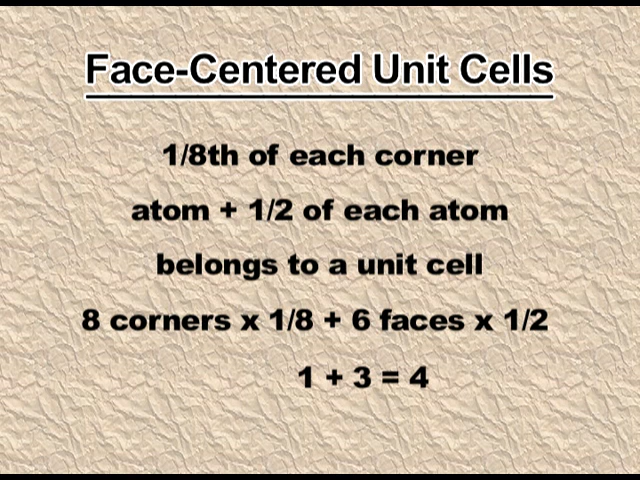 Face-Centered Unit Cells
1/8th of each corner
atom + 1/2 of each atom
belongs to a unit cell
8 corners x 1/8 + 6 faces x 1/2
1 + 3 = 4